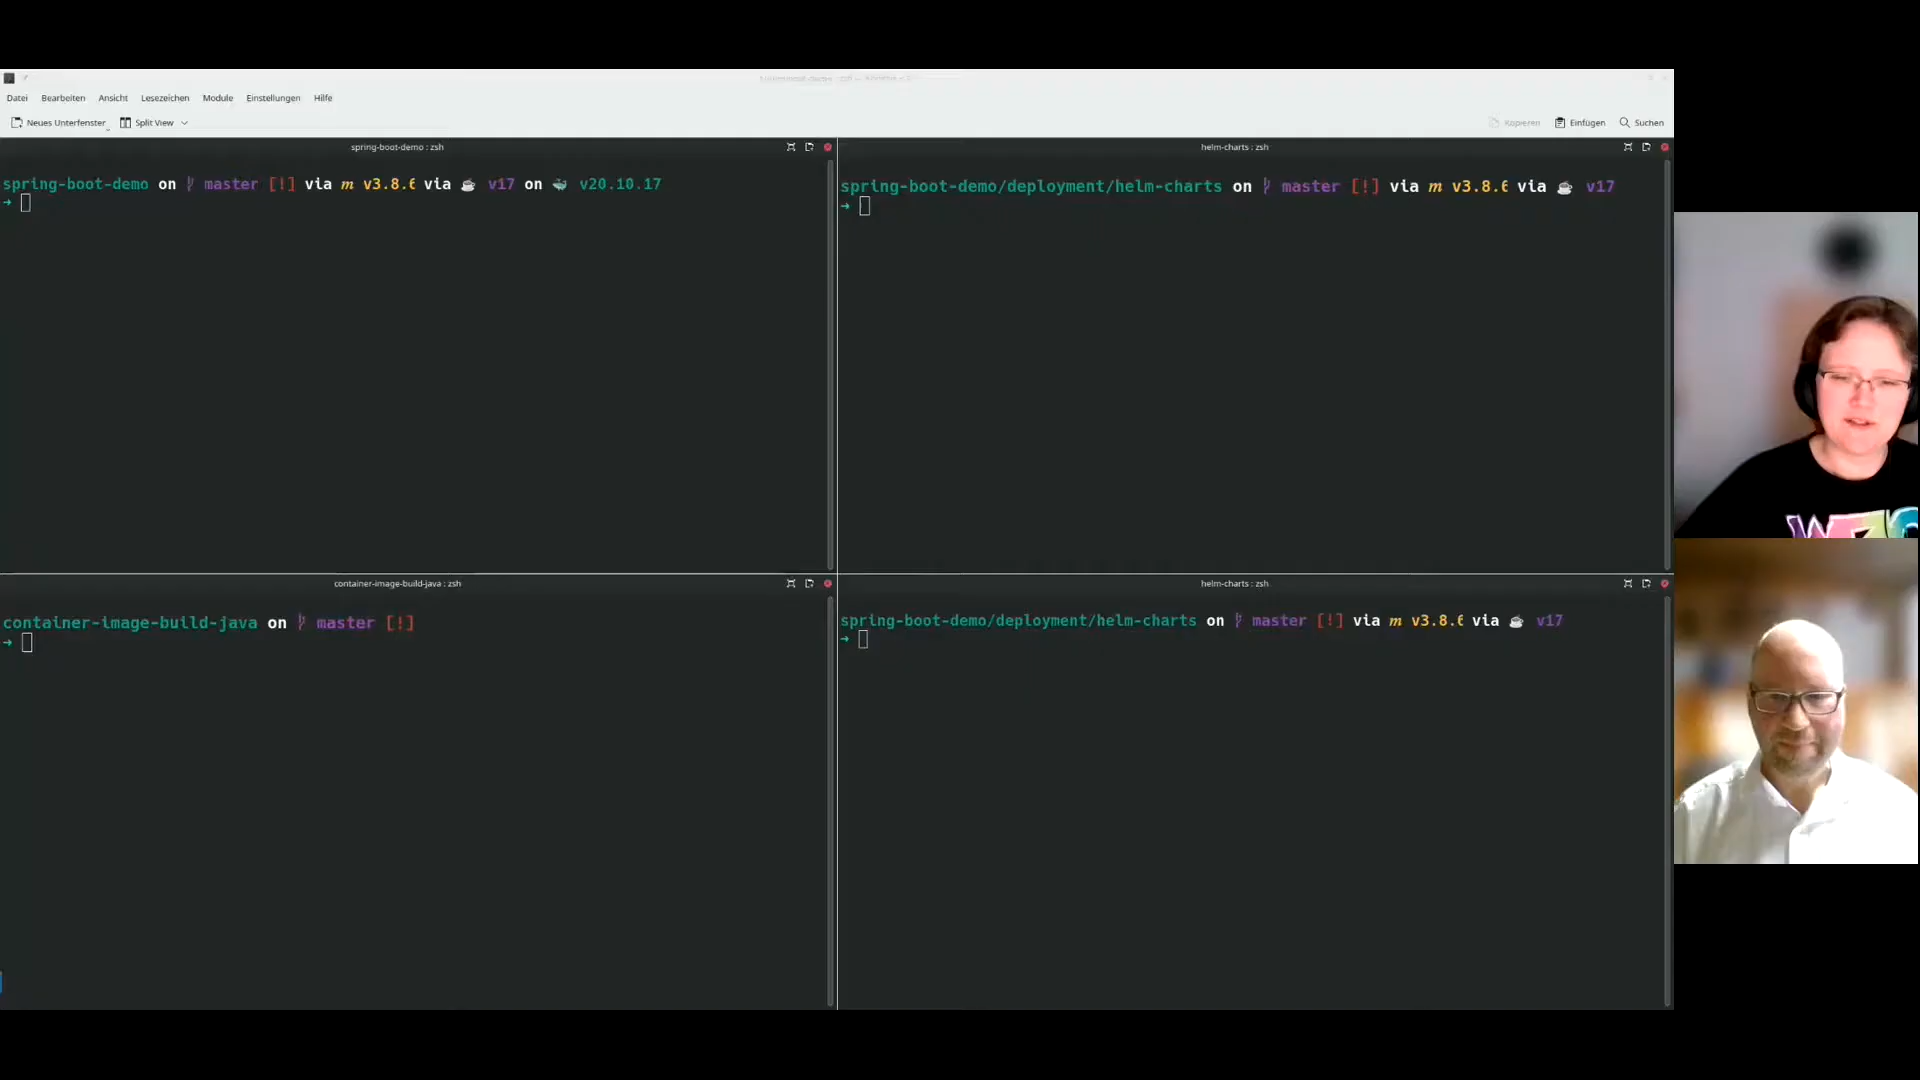 Datei Bearbeiten Ansicht Lesezeichen Module Einstellungen Hilfe
Neues Unterfenster Split View Kopieren Einfügen Suchen
spring-boot-demo : zsh
spring-boot-demo on master [!] via m v3.8.6 via v17 on v20.10.17
→
helm-charts : zsh
spring-boot-demo/deployment/helm-charts on master [!] via m v3.8.6 via v17
→
container-image-build-java : zsh
container-image-build-java on master [!]
→
helm-charts : zsh
spring-boot-demo/deployment/helm-charts on master [!] via m v3.8.6 via v17
→